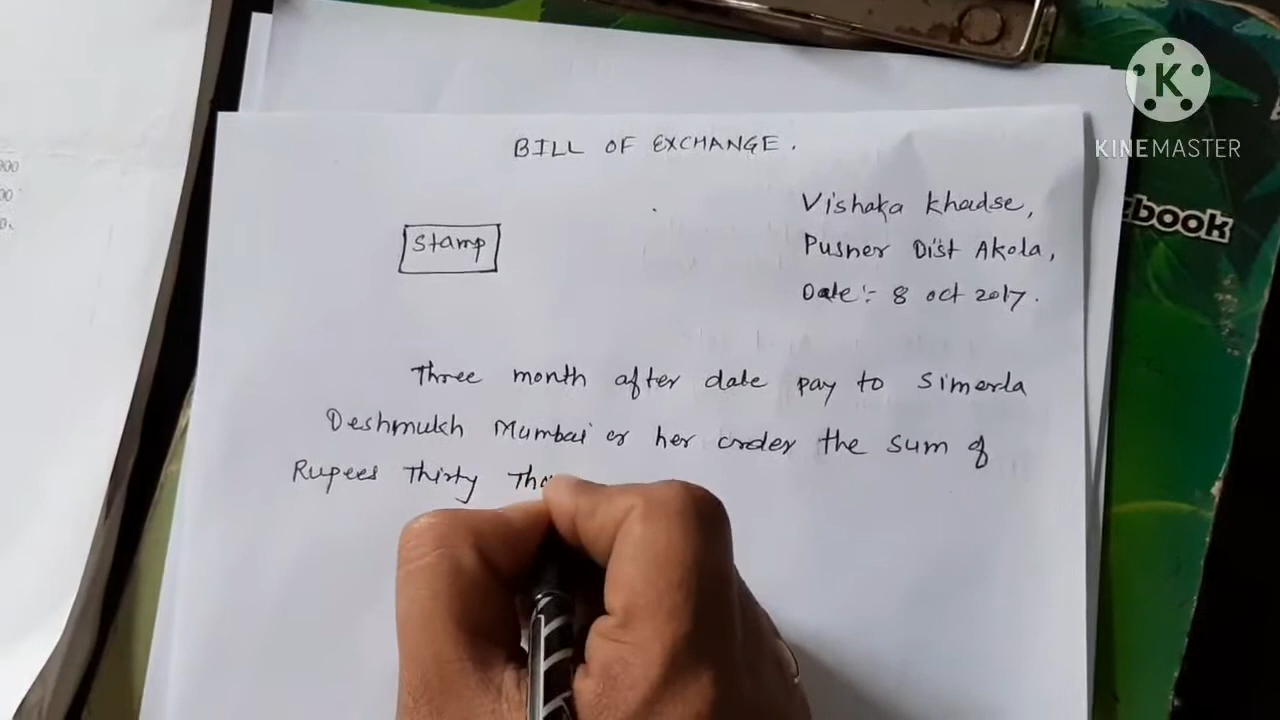 BILL OF EXCHANGE.
Stamp
Vishaka Khadse,
Pusner Dist Akola,
Date:- 8 oct 2017.
Three month after date pay to Simerla
Deshmukh Mumbai or her order the sum of
Rupees Thirty
KINEMASTER
K
book